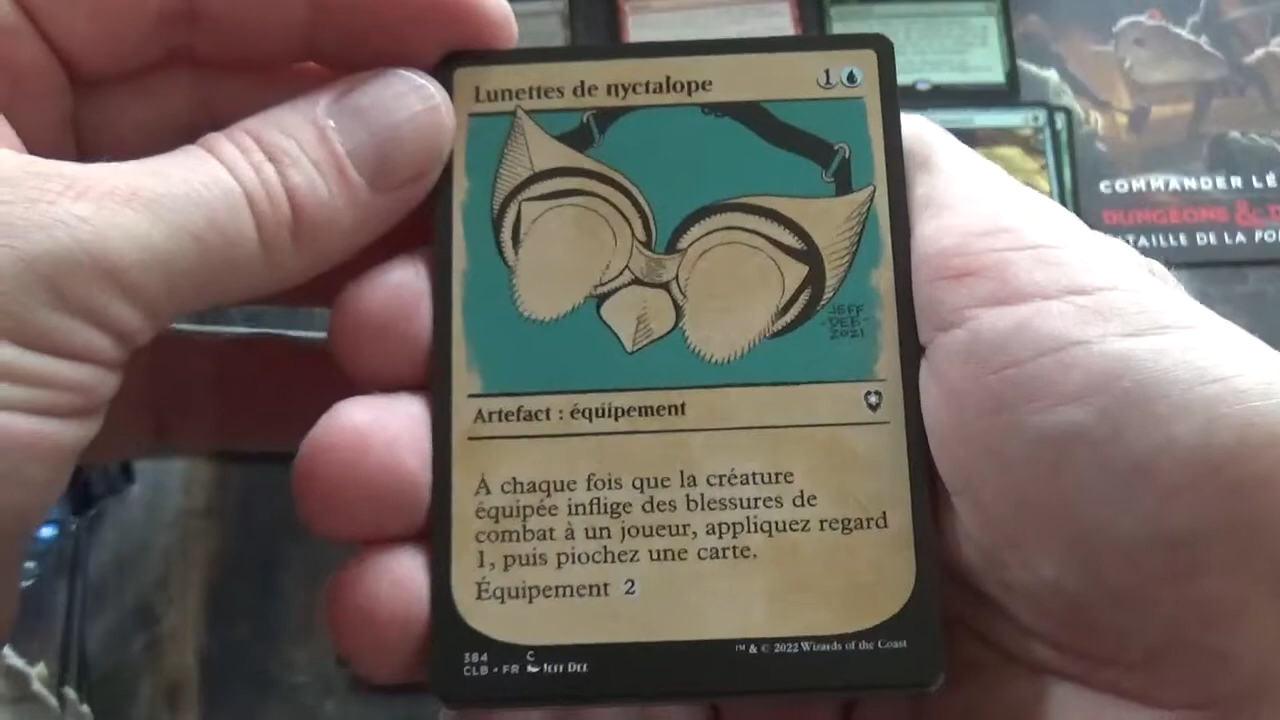 Lunettes de nyctalope 1
JEFF
-DEE-
2021
Artefact : équipement
À chaque fois que la créature
équipée inflige des blessures de
combat à un joueur, appliquez regard
1, puis piochez une carte.
Équipement 2
384 C
CLB • FR JEFF DEE
™ & © 2022 Wizards of the Coast
COMMANDER LÉ
DUNGEONS & D
TAILLE DE LA POR